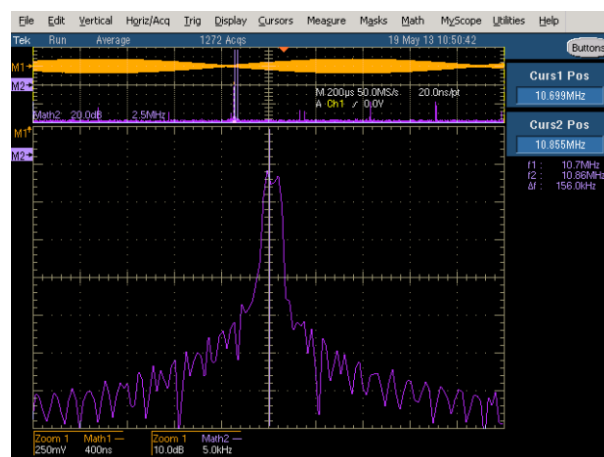 File Edit Vertical Horiz/Acq Trig Display Cursors Measure Masks Math MyScope Utilities Help
Tek Run Average 1272 Acqs 19 May 13 10:50:42
Buttons
M1
M2
M 200µs 50.0MS/s 20.0ns/pt
A Ch1 / 0.0V
Math2 20.0dB 2.5MHz
Curs1 Pos
10.699MHz
Curs2 Pos
10.855MHz
f1 : 10.7MHz
f2 : 10.86MHz
Δf : 156.0kHz
M1
M2
Zoom 1 Math1
250mV 400ns
Zoom 1 Math2
10.0dB 5.0kHz